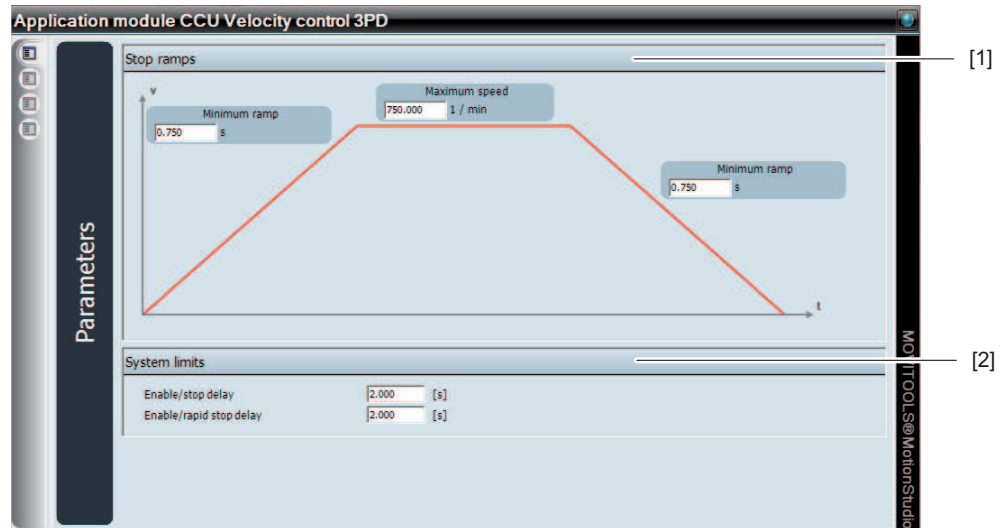 Application module CCU Velocity control 3PD
Parameters
Stop ramps
[1]
v
Minimum ramp
0.750 s
Maximum speed
750.000 1 / min
Minimum ramp
0.750 s
t
System limits
[2]
Enable/stop delay 2.000 [s]
Enable/rapid stop delay 2.000 [s]
MOVITOOLS®MotionStudio